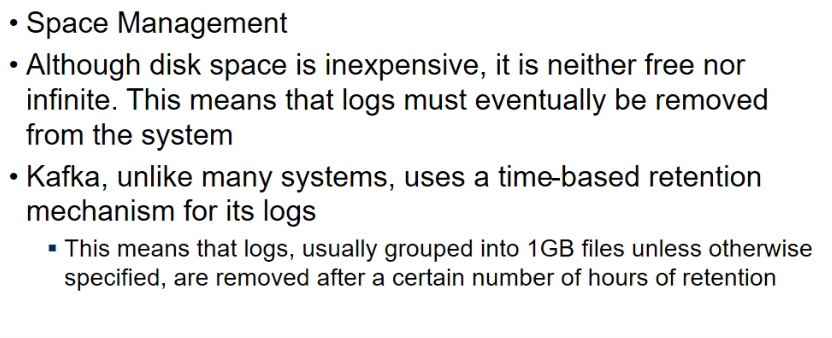 • Space Management
• Although disk space is inexpensive, it is neither free nor
infinite. This means that logs must eventually be removed
from the system
• Kafka, unlike many systems, uses a time-based retention
mechanism for its logs
▪ This means that logs, usually grouped into 1GB files unless otherwise
specified, are removed after a certain number of hours of retention